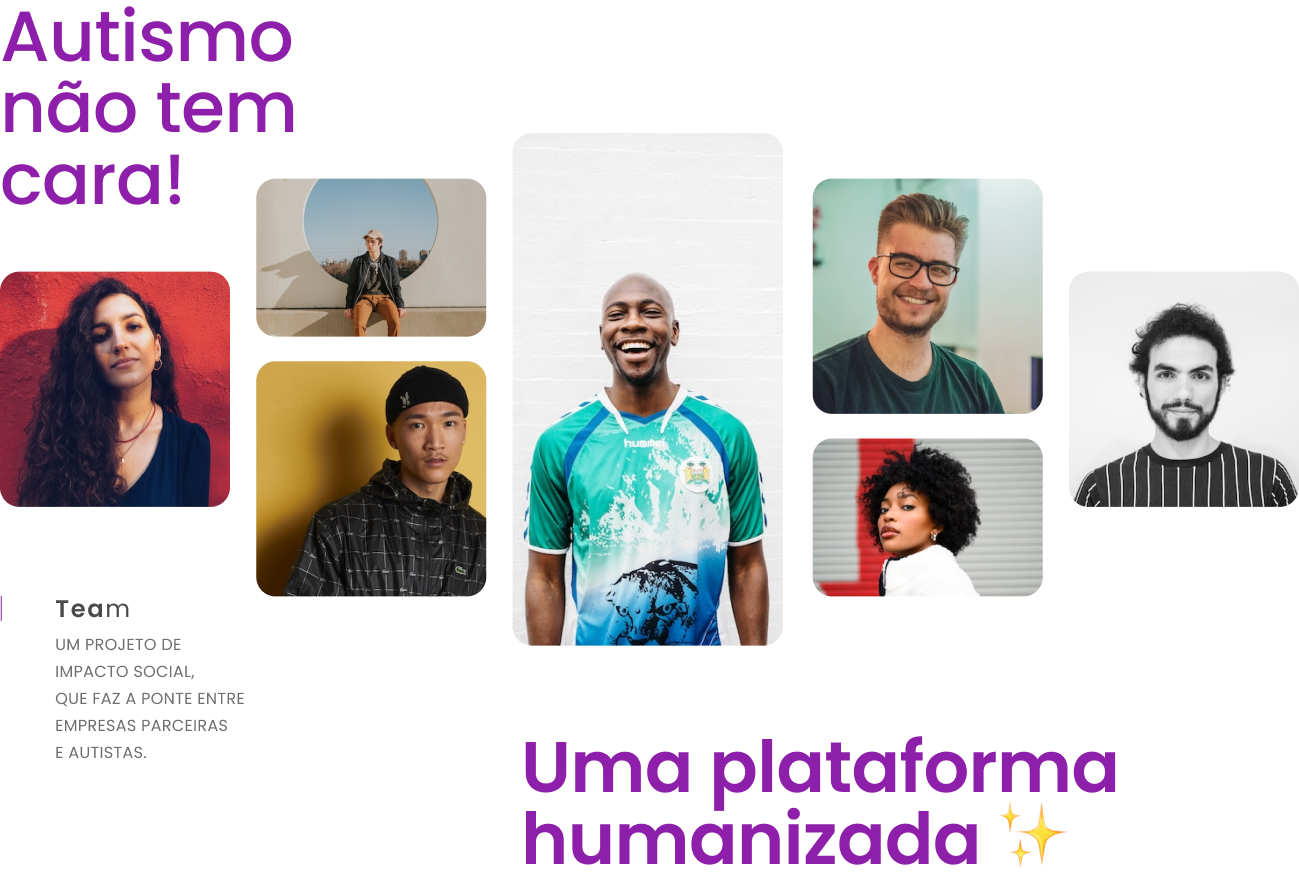 Autismo
não tem
cara!
hummel
Team
UM PROJETO DE
IMPACTO SOCIAL,
QUE FAZ A PONTE ENTRE
EMPRESAS PARCEIRAS
E AUTISTAS.
Uma plataforma
humanizada ✨